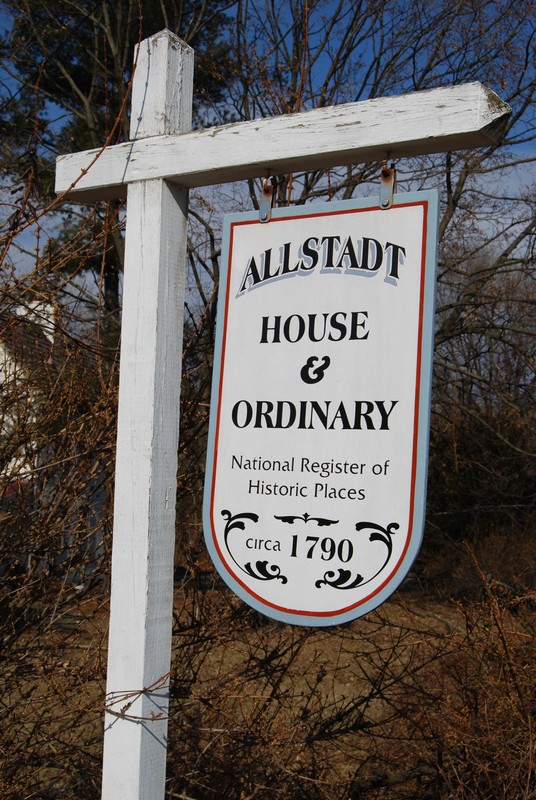 ALLSTADT
HOUSE
&
ORDINARY
National Register of
Historic Places
circa 1790